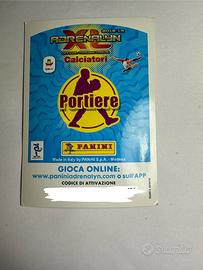 2018-19
ADRENALYN
XL
Calciatori
Portiere
PANINI
Made in Italy by PANINI S.p.A. - Modena
GIOCA ONLINE:
www.paniniadrenalyn.com o sull'APP
CODICE DI ATTIVAZIONE
subito